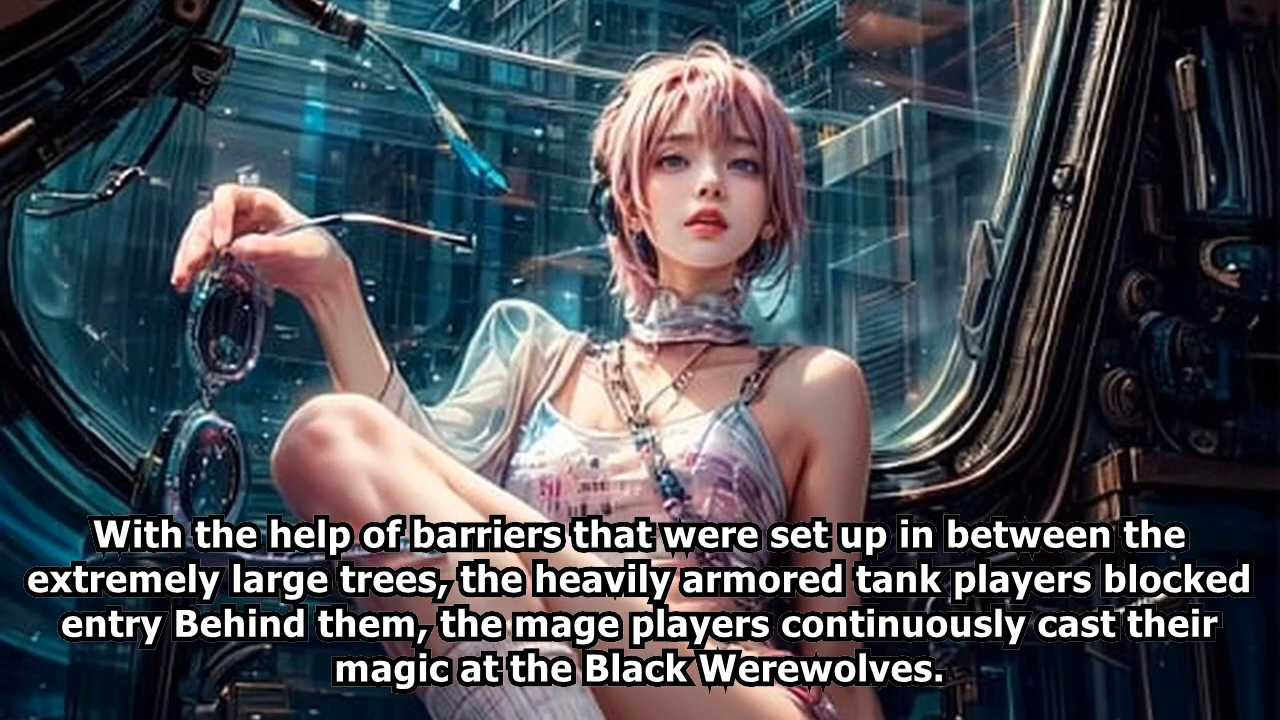 With the help of barriers that were set up in between the
extremely large trees, the heavily armored tank players blocked
entry Behind them, the mage players continuously cast their
magic at the Black Werewolves.